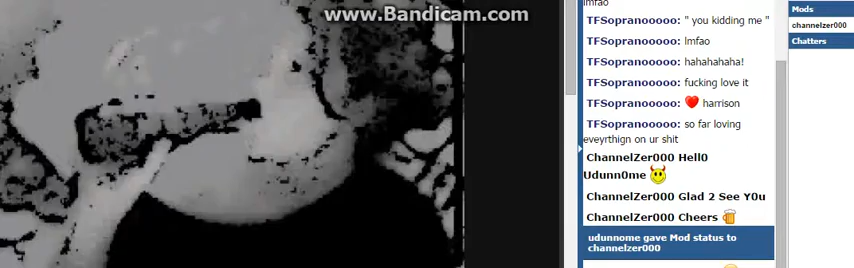 www.Bandicam.com
lmfao
TFSopranooooo: " you kidding me "
TFSopranooooo: lmfao
TFSopranooooo: hahahahaha!
TFSopranooooo: fucking love it
TFSopranooooo: harrison
TFSopranooooo: so far loving
eveyrthign on ur shit
ChannelZer000 Hell0
Udunn0me
ChannelZer000 Glad 2 See Y0u
ChannelZer000 Cheers
udunnome gave Mod status to
channelzer000
Mods
channelzer000
Chatters